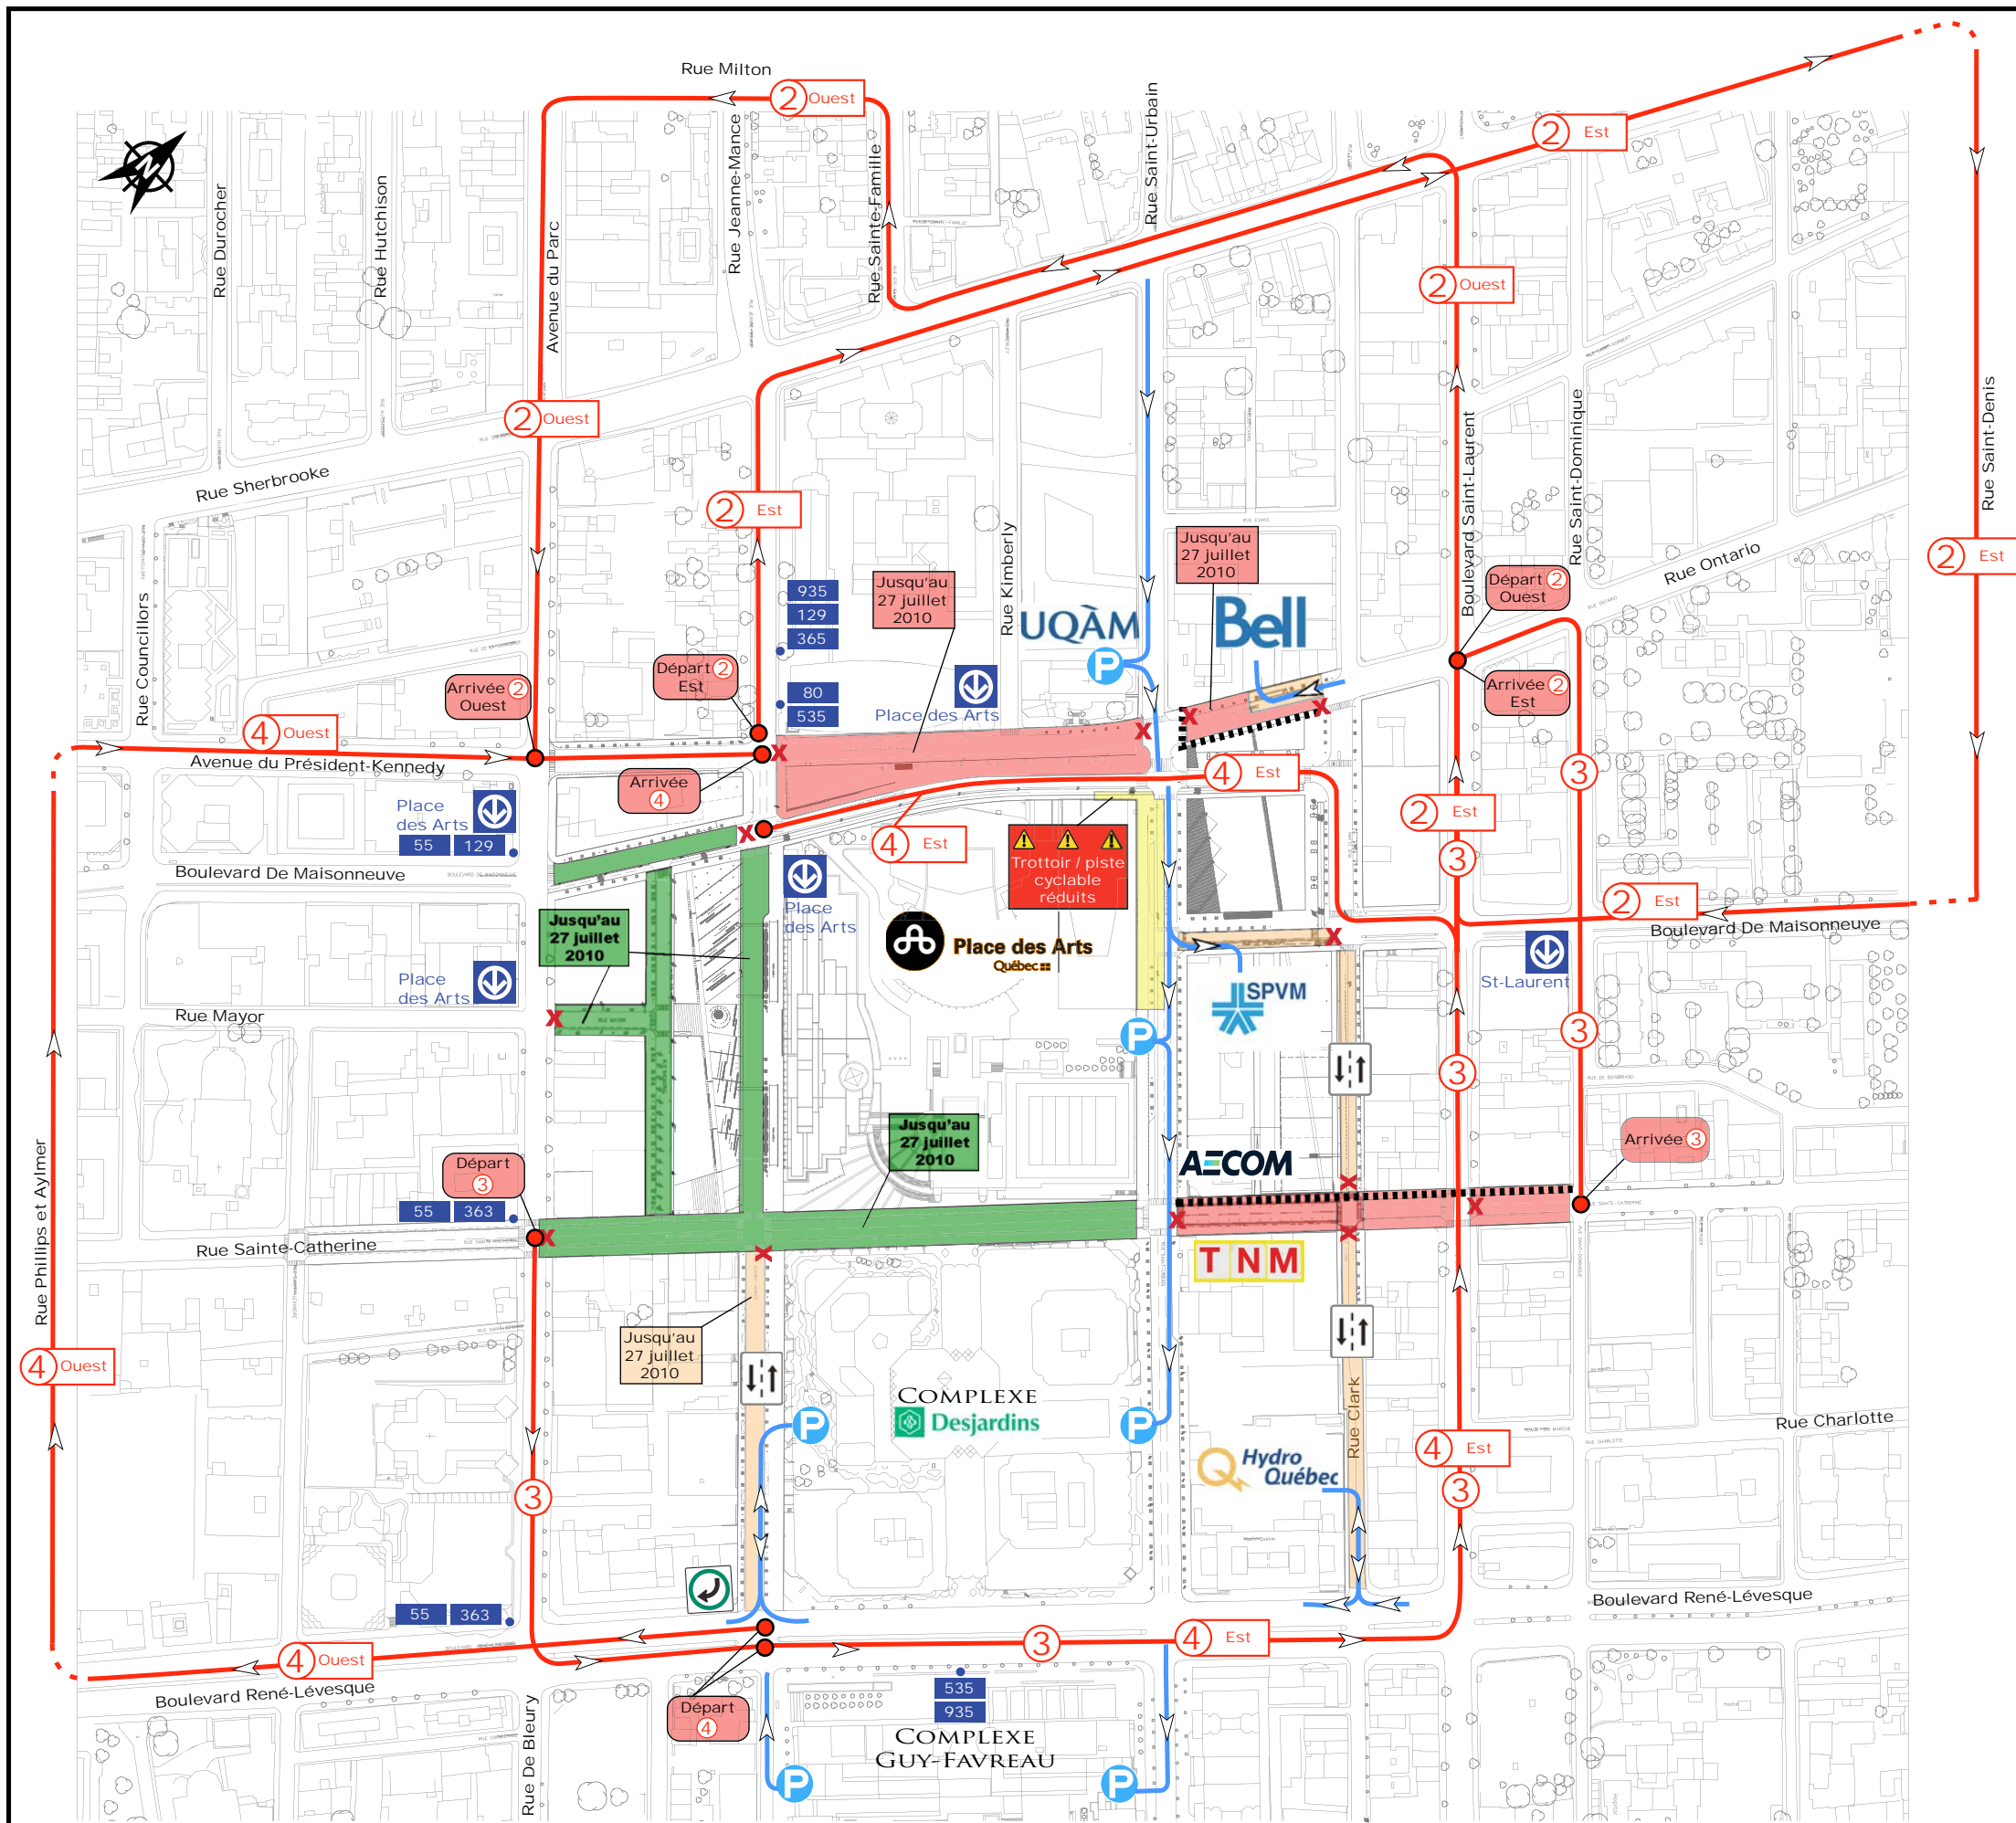 Rue Milton
2 Ouest
2 Est
Rue Durocher
Rue Hutchison
Avenue du Parc
Rue Jeanne-Mance
Rue Sainte-Famille
Rue Saint-Urbain
N
2 Ouest
2 Ouest
Rue Sherbrooke
2 Est
Rue Kimberly
Boulevard Saint-Laurent
Rue Saint-Dominique
Rue Ontario
Rue Saint-Denis
2 Est
Jusqu'au
27 juillet
2010
Jusqu'au
27 juillet
2010
935
129
365
80
535
UQÀM
Bell
P
Place des Arts
Départ 2
Ouest
Arrivée 2
Est
Départ 2
Est
Arrivée 2
Ouest
Rue Councillors
4 Ouest
Avenue du Président-Kennedy
Arrivée
4
X
X
X
X
4 Est
3
2 Est
3
4 Est
Place
des Arts
55 129
Boulevard De Maisonneuve
X
Trottoir / piste
cyclable
réduits
Place
des Arts
Place des Arts
Québec
Jusqu'au
27 juillet
2010
2 Est
Boulevard De Maisonneuve
X
St-Laurent
Place
des Arts
Rue Mayor
X
RUE MAYOR
SPVM
P
3
3
Jusqu'au
27 juillet
2010
AECOM
Arrivée 3
Départ
3
55 363
Rue Sainte-Catherine
X
X
X
X
X
X
TNM
Rue Phillips et Aylmer
4 Ouest
Jusqu'au
27 juillet
2010
COMPLEXE
Desjardins
P
P
Rue Clark
Hydro
Québec
4 Est
3
Rue Charlotte
RUE CHARLOTTE
3
Boulevard René-Lévesque
55 363
4 Ouest
3
4 Est
Boulevard René-Lévesque
Rue De Bleury
Départ
4
535
935
COMPLEXE
GUY-FAVREAU
P
P